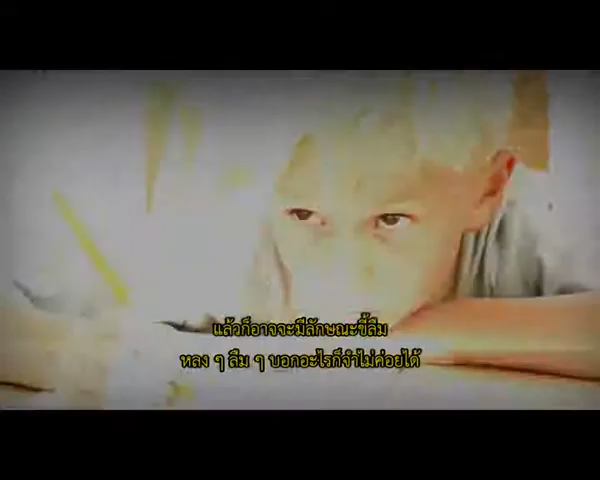 แล้วก็อาจจะมีลักษณะขี้ลืม
หลง ๆ ลืม ๆ บอกอะไรก็จำไม่ค่อยได้